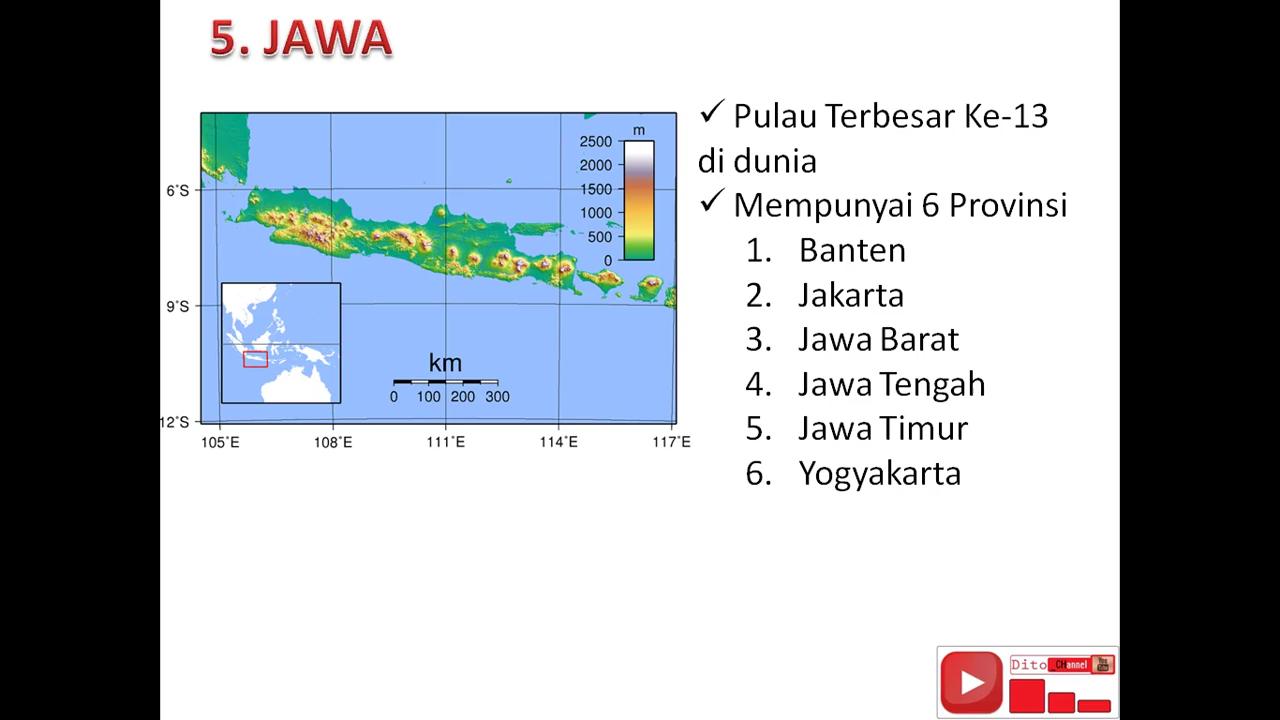 5. JAWA
m
2500
2000
1500
1000
500
0
6°S
9°S
12°S
km
0 100 200 300
105°E 108°E 111°E 114°E 117°E
✓ Pulau Terbesar Ke-13
di dunia
✓ Mempunyai 6 Provinsi
1. Banten
2. Jakarta
3. Jawa Barat
4. Jawa Tengah
5. Jawa Timur
6. Yogyakarta
Dito_CHannel